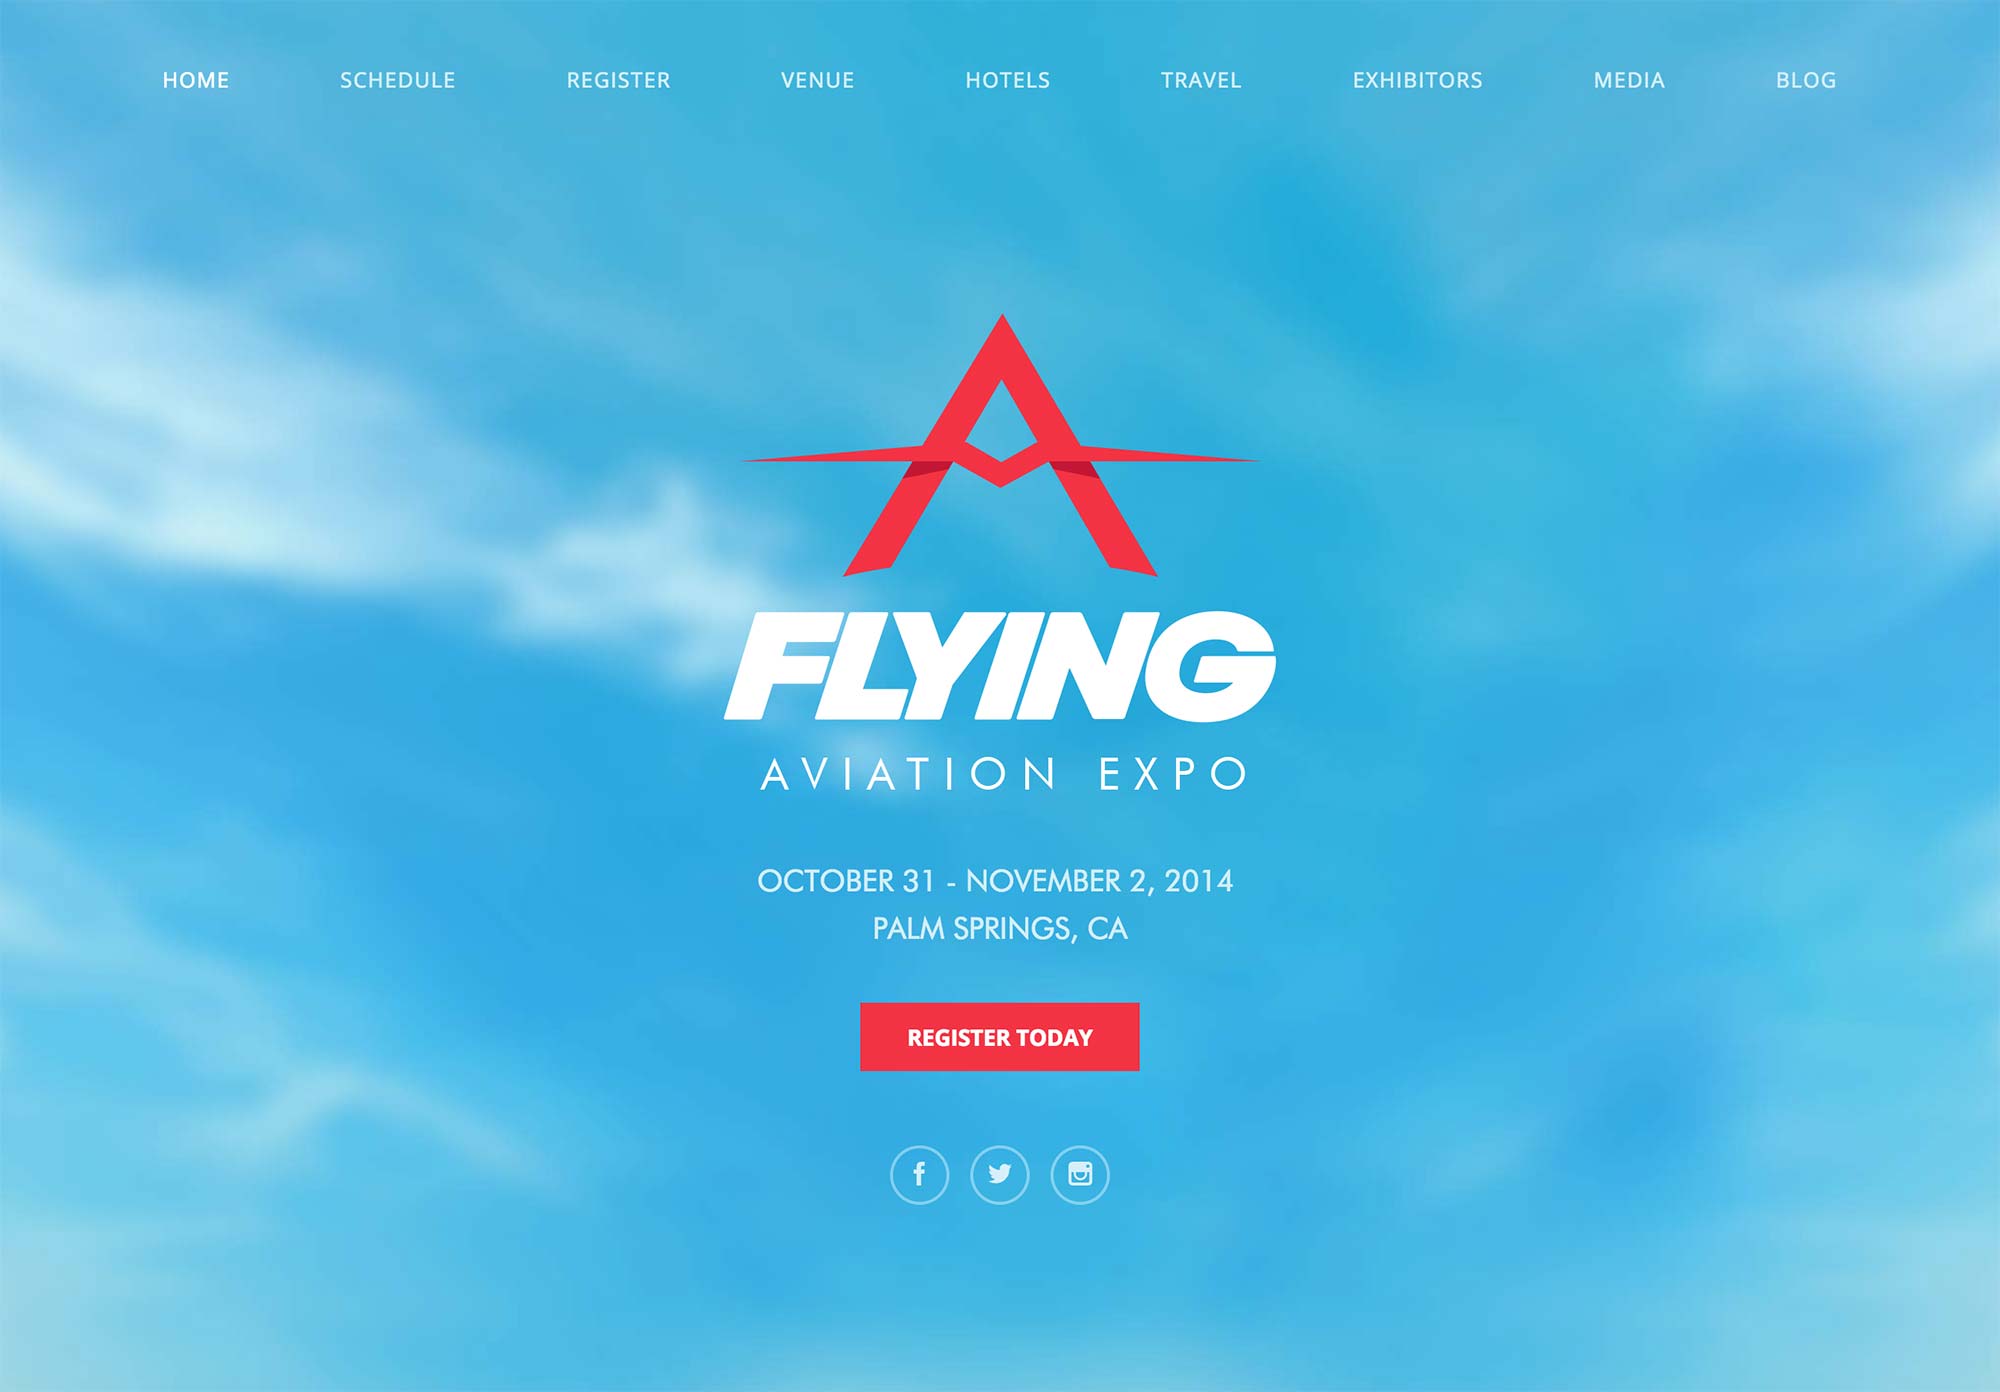 HOME SCHEDULE REGISTER VENUE HOTELS TRAVEL EXHIBITORS MEDIA BLOG
FLYING
AVIATION EXPO
OCTOBER 31 - NOVEMBER 2, 2014
PALM SPRINGS, CA
REGISTER TODAY